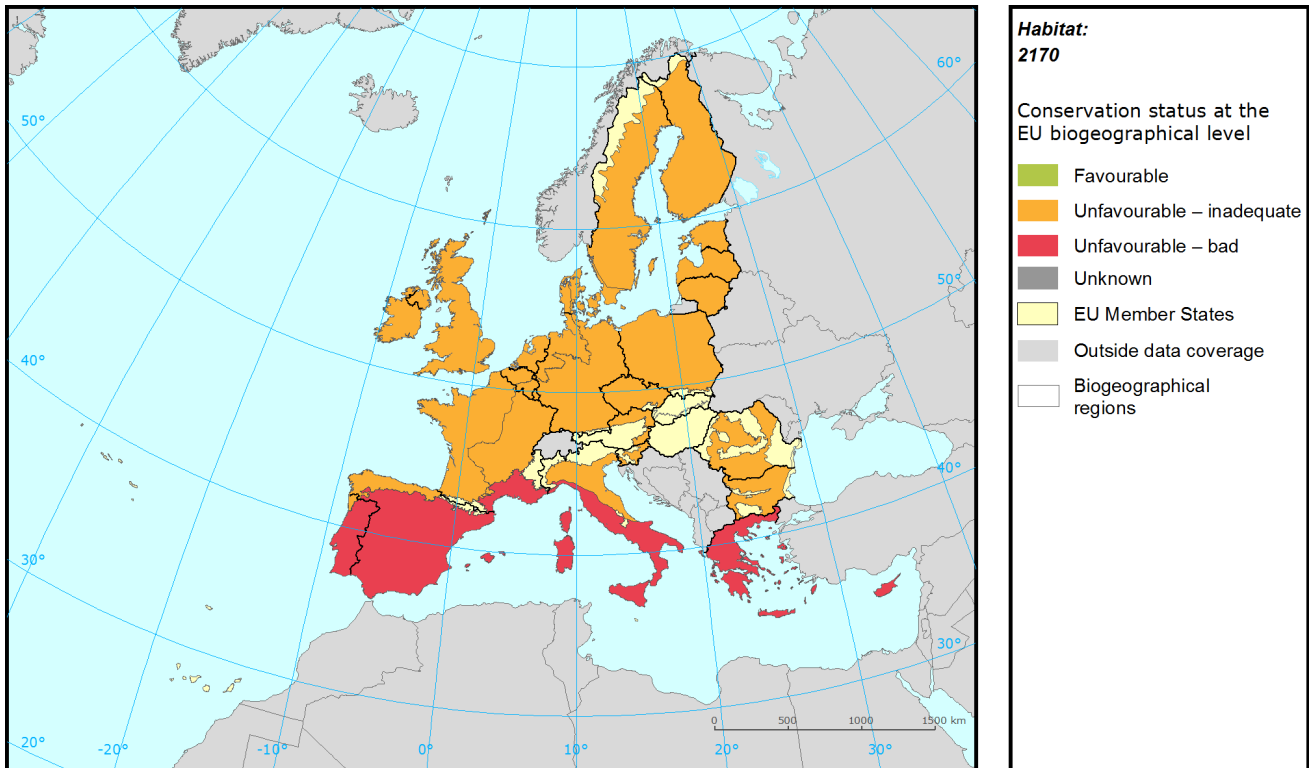 Habitat:
2170
Conservation status at the
EU biogeographical level
Favourable
Unfavourable – inadequate
Unfavourable – bad
Unknown
EU Member States
Outside data coverage
Biogeographical
regions
60°
50°
50°
40°
40°
30°
30°
0 500 1000 1500 km
20° -20° -10° 0° 10° 20° 30°